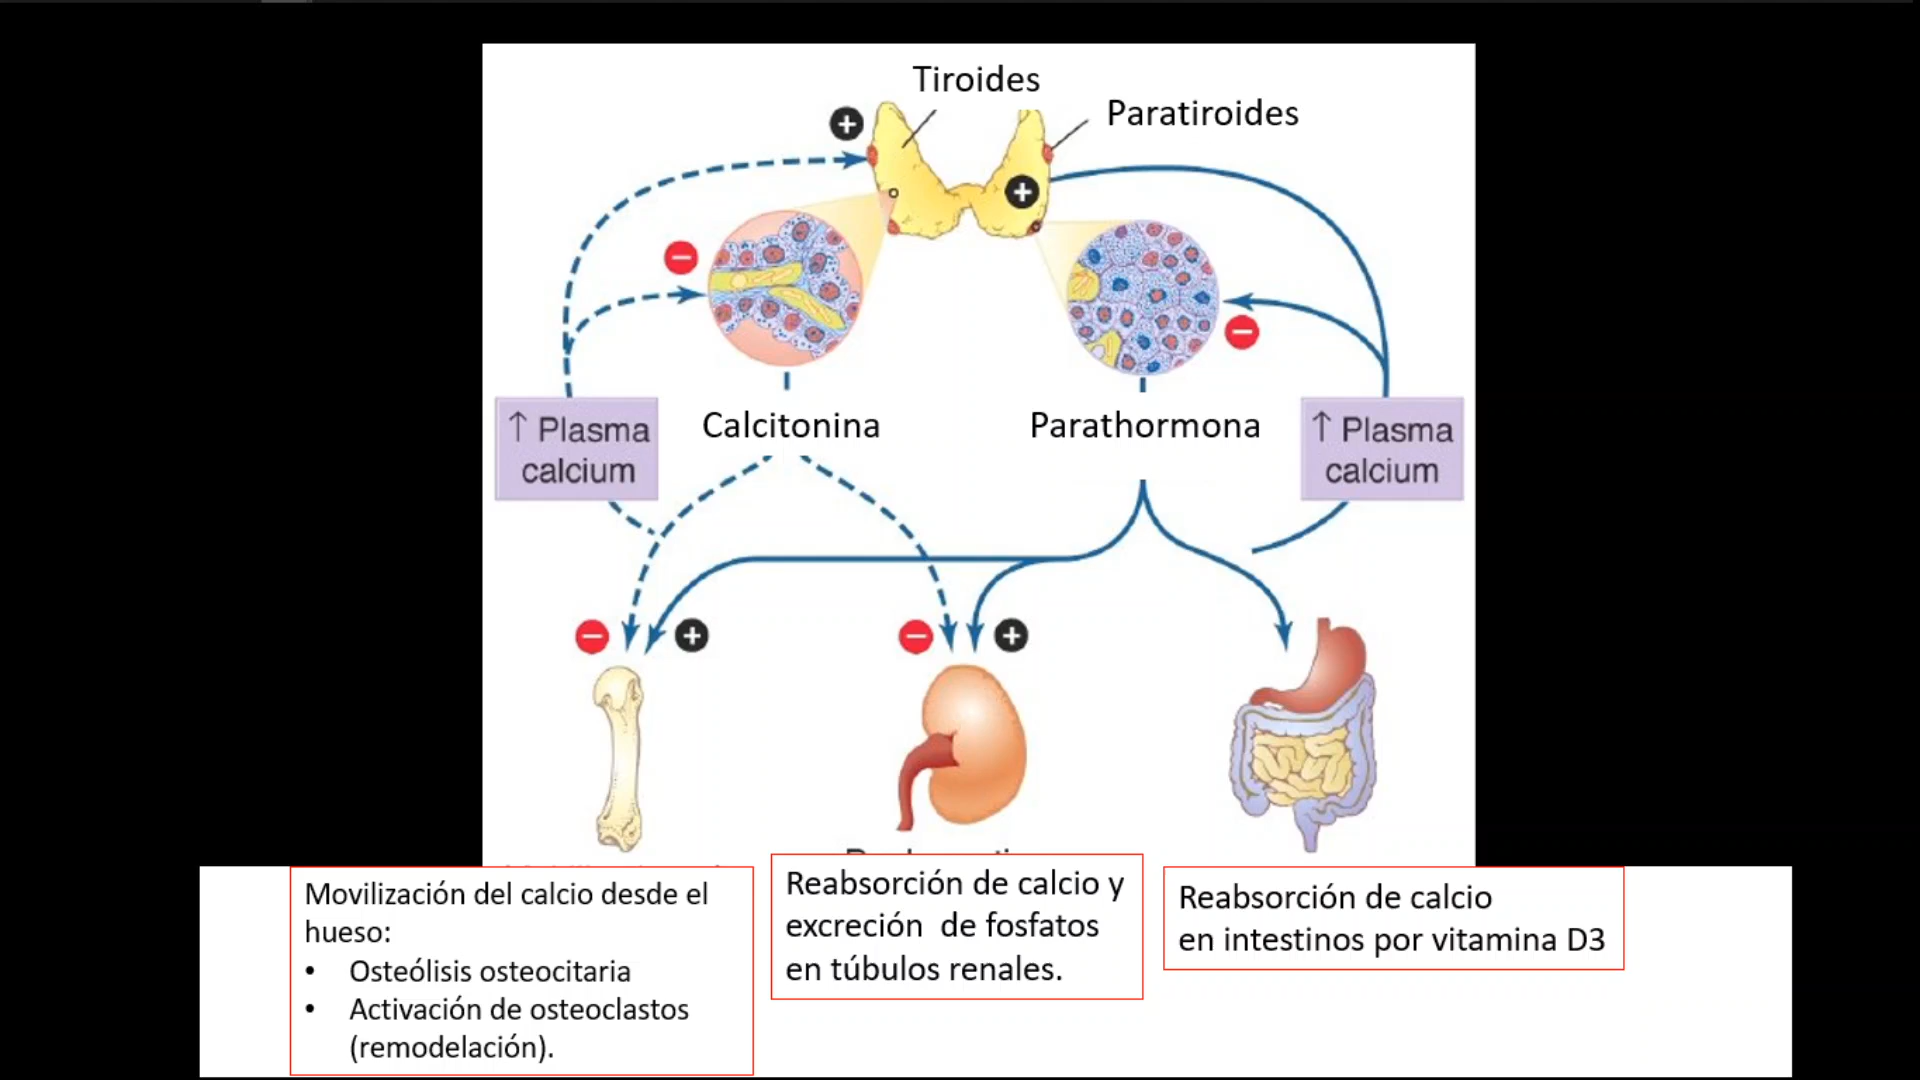 Tiroides
Paratiroides
↑ Plasma
calcium
Calcitonina
Parathormona
↑ Plasma
calcium
Movilización del calcio desde el
hueso:
• Osteólisis osteocitaria
• Activación de osteoclastos
(remodelación).
Reabsorción de calcio y
excreción de fosfatos
en túbulos renales.
Reabsorción de calcio
en intestinos por vitamina D3